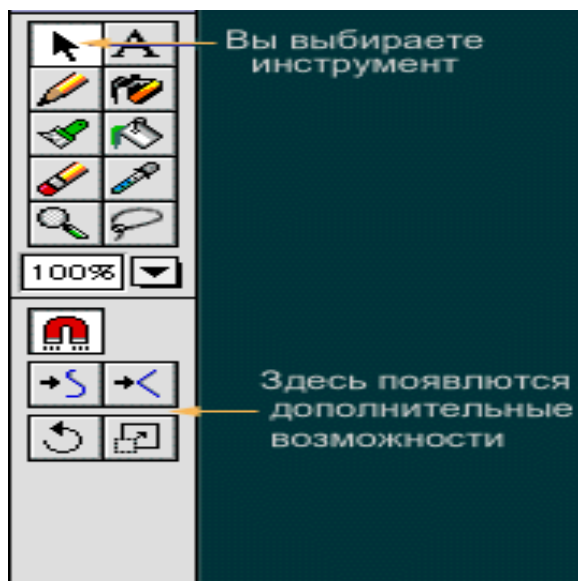 A
Вы выбираете
инструмент
100%
Здесь появлются
дополнительные
возможности